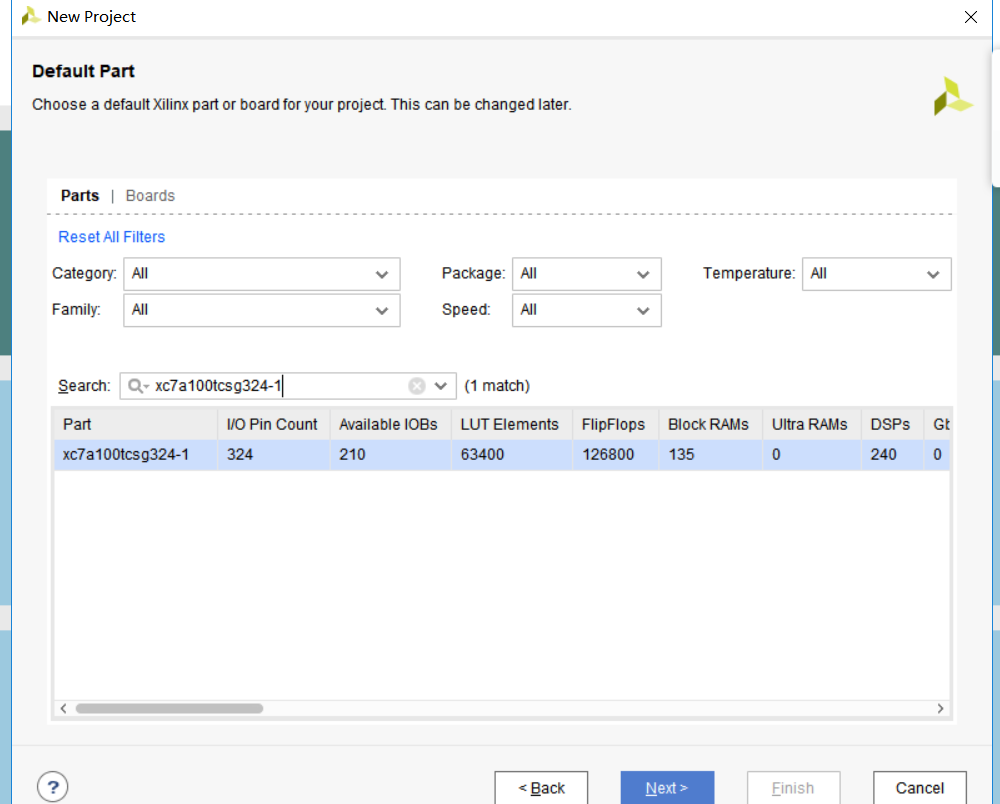 New Project
Default Part
Choose a default Xilinx part or board for your project. This can be changed later.
Parts | Boards
Reset All Filters
Category: All Package: All Temperature: All
Family: All Speed: All
Search: xc7a100tcsg324-1 (1 match)
Part I/O Pin Count Available IOBs LUT Elements FlipFlops Block RAMs Ultra RAMs DSPs Gb
xc7a100tcsg324-1 324 210 63400 126800 135 0 240 0
? < Back Next > Finish Cancel